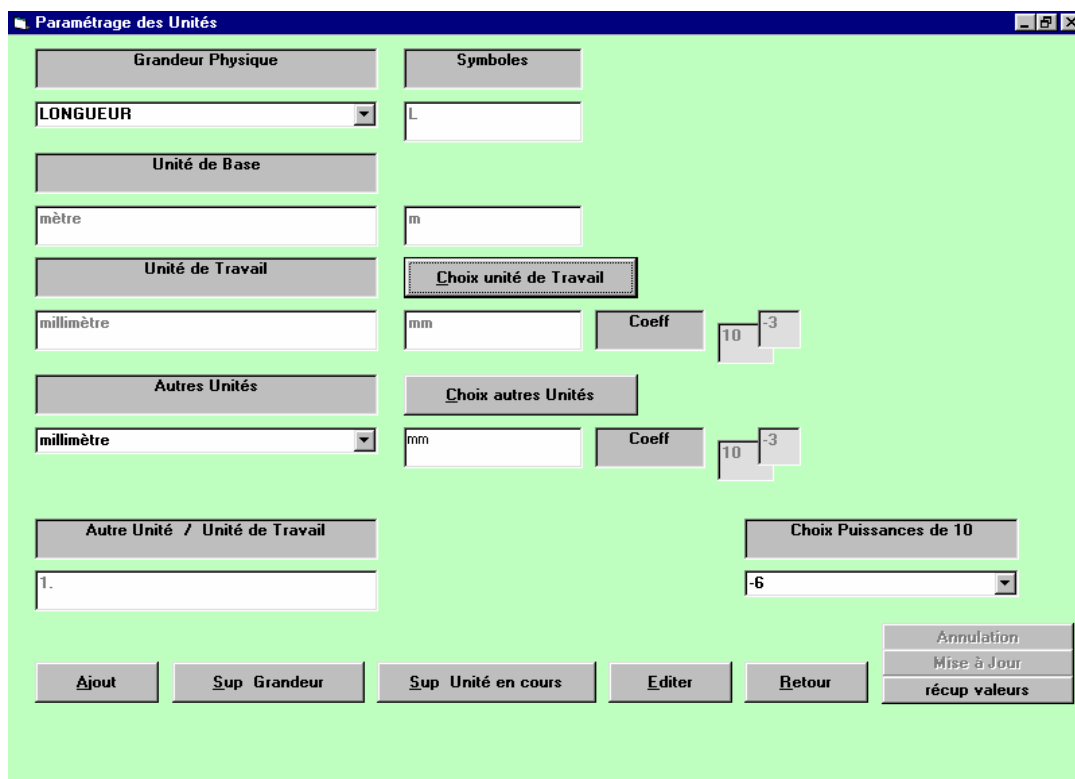 Paramétrage des Unités
Grandeur Physique
Symboles
LONGUEUR
L
Unité de Base
mètre
m
Unité de Travail
Choix unité de Travail
millimètre
mm
Coeff
10
-3
Autres Unités
Choix autres Unités
millimètre
mm
Coeff
10
-3
Autre Unité / Unité de Travail
Choix Puissances de 10
1.
-6
Annulation
Mise à Jour
récup valeurs
Ajout
Sup Grandeur
Sup Unité en cours
Editer
Retour